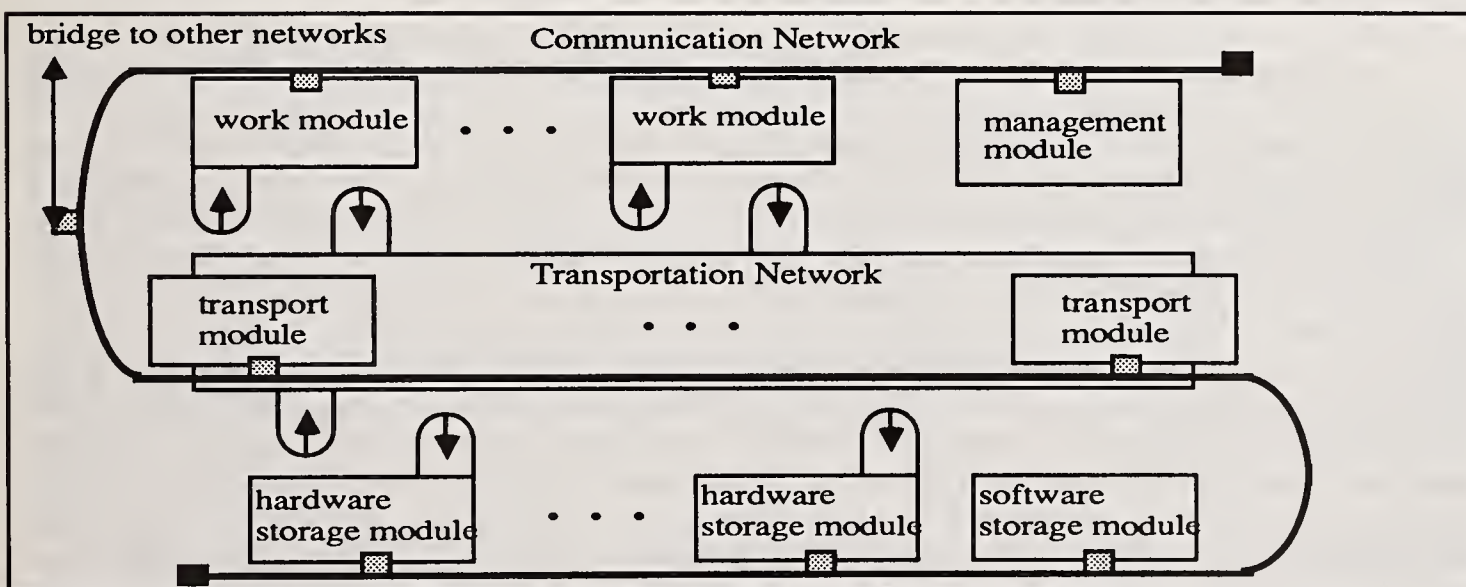 bridge to other networks
Communication Network
work module
. . .
work module
management
module
Transportation Network
transport
module
. . .
transport
module
hardware
storage module
. . .
hardware
storage module
software
storage module